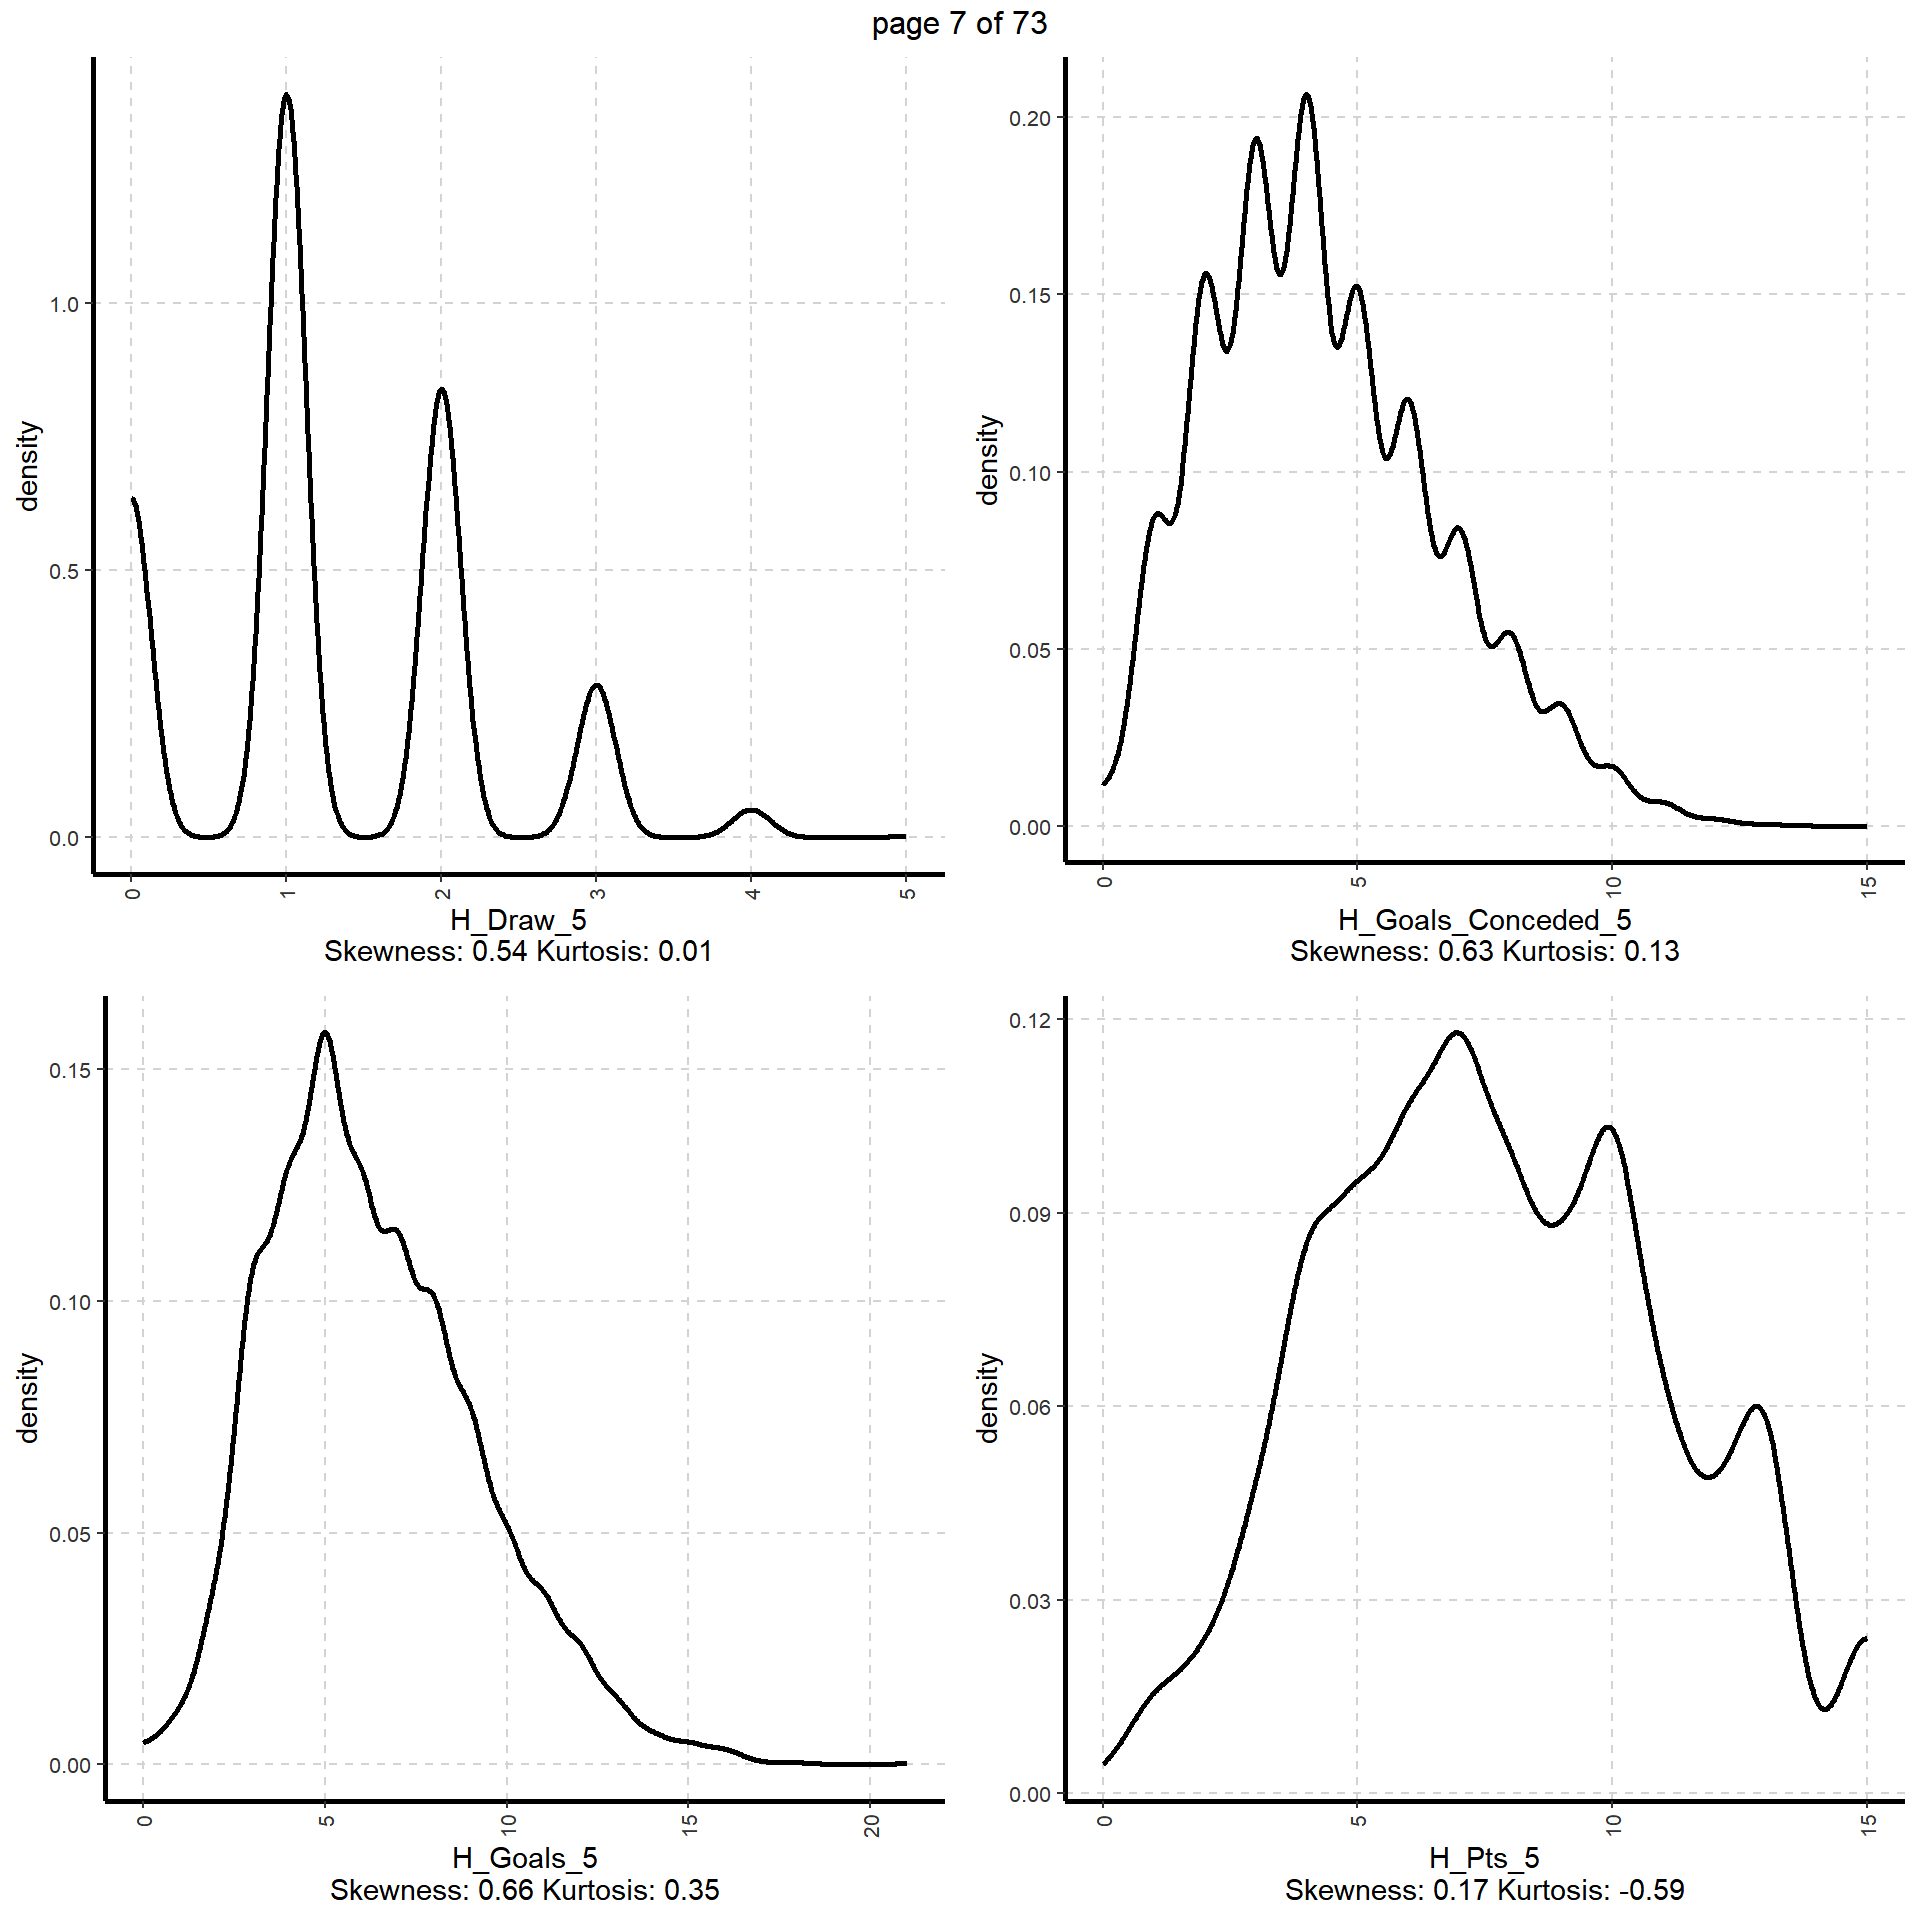 page 7 of 73
density
1.0
0.5
0.0
0 1 2 3 4 5
H_Draw_5
Skewness: 0.54 Kurtosis: 0.01
density
0.20
0.15
0.10
0.05
0.00
0 5 10 15
H_Goals_Conceded_5
Skewness: 0.63 Kurtosis: 0.13
density
0.15
0.10
0.05
0.00
0 5 10 15 20
H_Goals_5
Skewness: 0.66 Kurtosis: 0.35
density
0.12
0.09
0.06
0.03
0.00
0 5 10 15
H_Pts_5
Skewness: 0.17 Kurtosis: -0.59